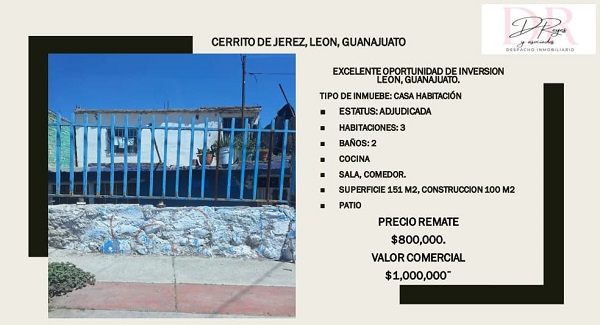 CERRITO DE JEREZ, LEON, GUANAJUATO
DR
DReyes
y asociados
DESPACHO INMOBILIARIO
EXCELENTE OPORTUNIDAD DE INVERSION
LEON, GUANAJUATO.
TIPO DE INMUEBE: CASA HABITACIÓN
▪ ESTATUS: ADJUDICADA
▪ HABITACIONES: 3
▪ BAÑOS: 2
▪ COCINA
▪ SALA, COMEDOR.
▪ SUPERFICIE 151 M2, CONSTRUCCION 100 M2
▪ PATIO
PRECIO REMATE
$800,000.
VALOR COMERCIAL
$1,000,000¨